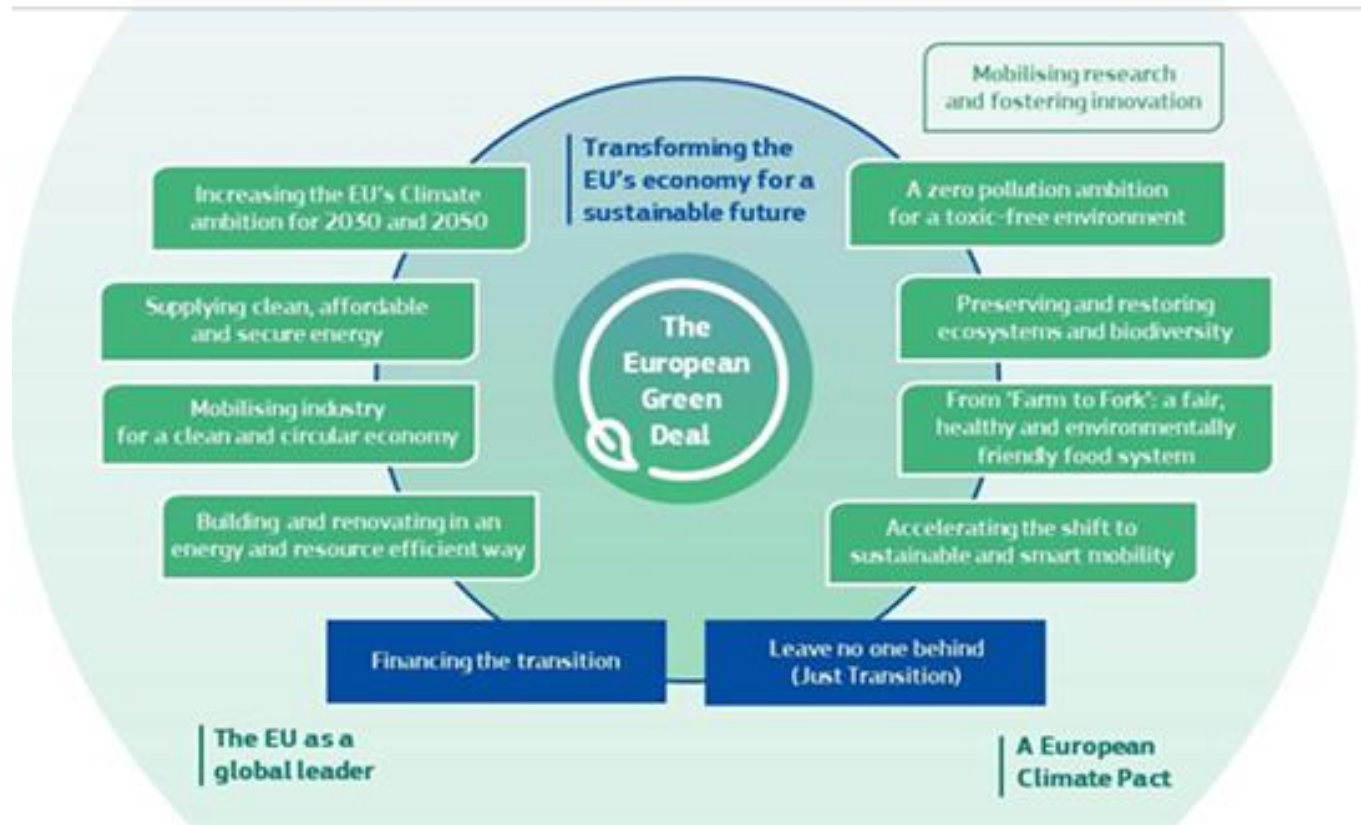 Mobilising research
and fostering innovation
Transforming the
EU's economy for a
sustainable future
Increasing the EU's Climate
ambition for 2030 and 2050
A zero pollution ambition
for a toxic-free environment
Supplying clean, affordable
and secure energy
Preserving and restoring
ecosystems and biodiversity
The
European
Green
Deal
Mobilising industry
for a clean and circular economy
From 'Farm to Fork': a fair,
healthy and environmentally
friendly food system
Building and renovating in an
energy and resource efficient way
Accelerating the shift to
sustainable and smart mobility
Financing the transition
Leave no one behind
(Just Transition)
The EU as a
global leader
A European
Climate Pact